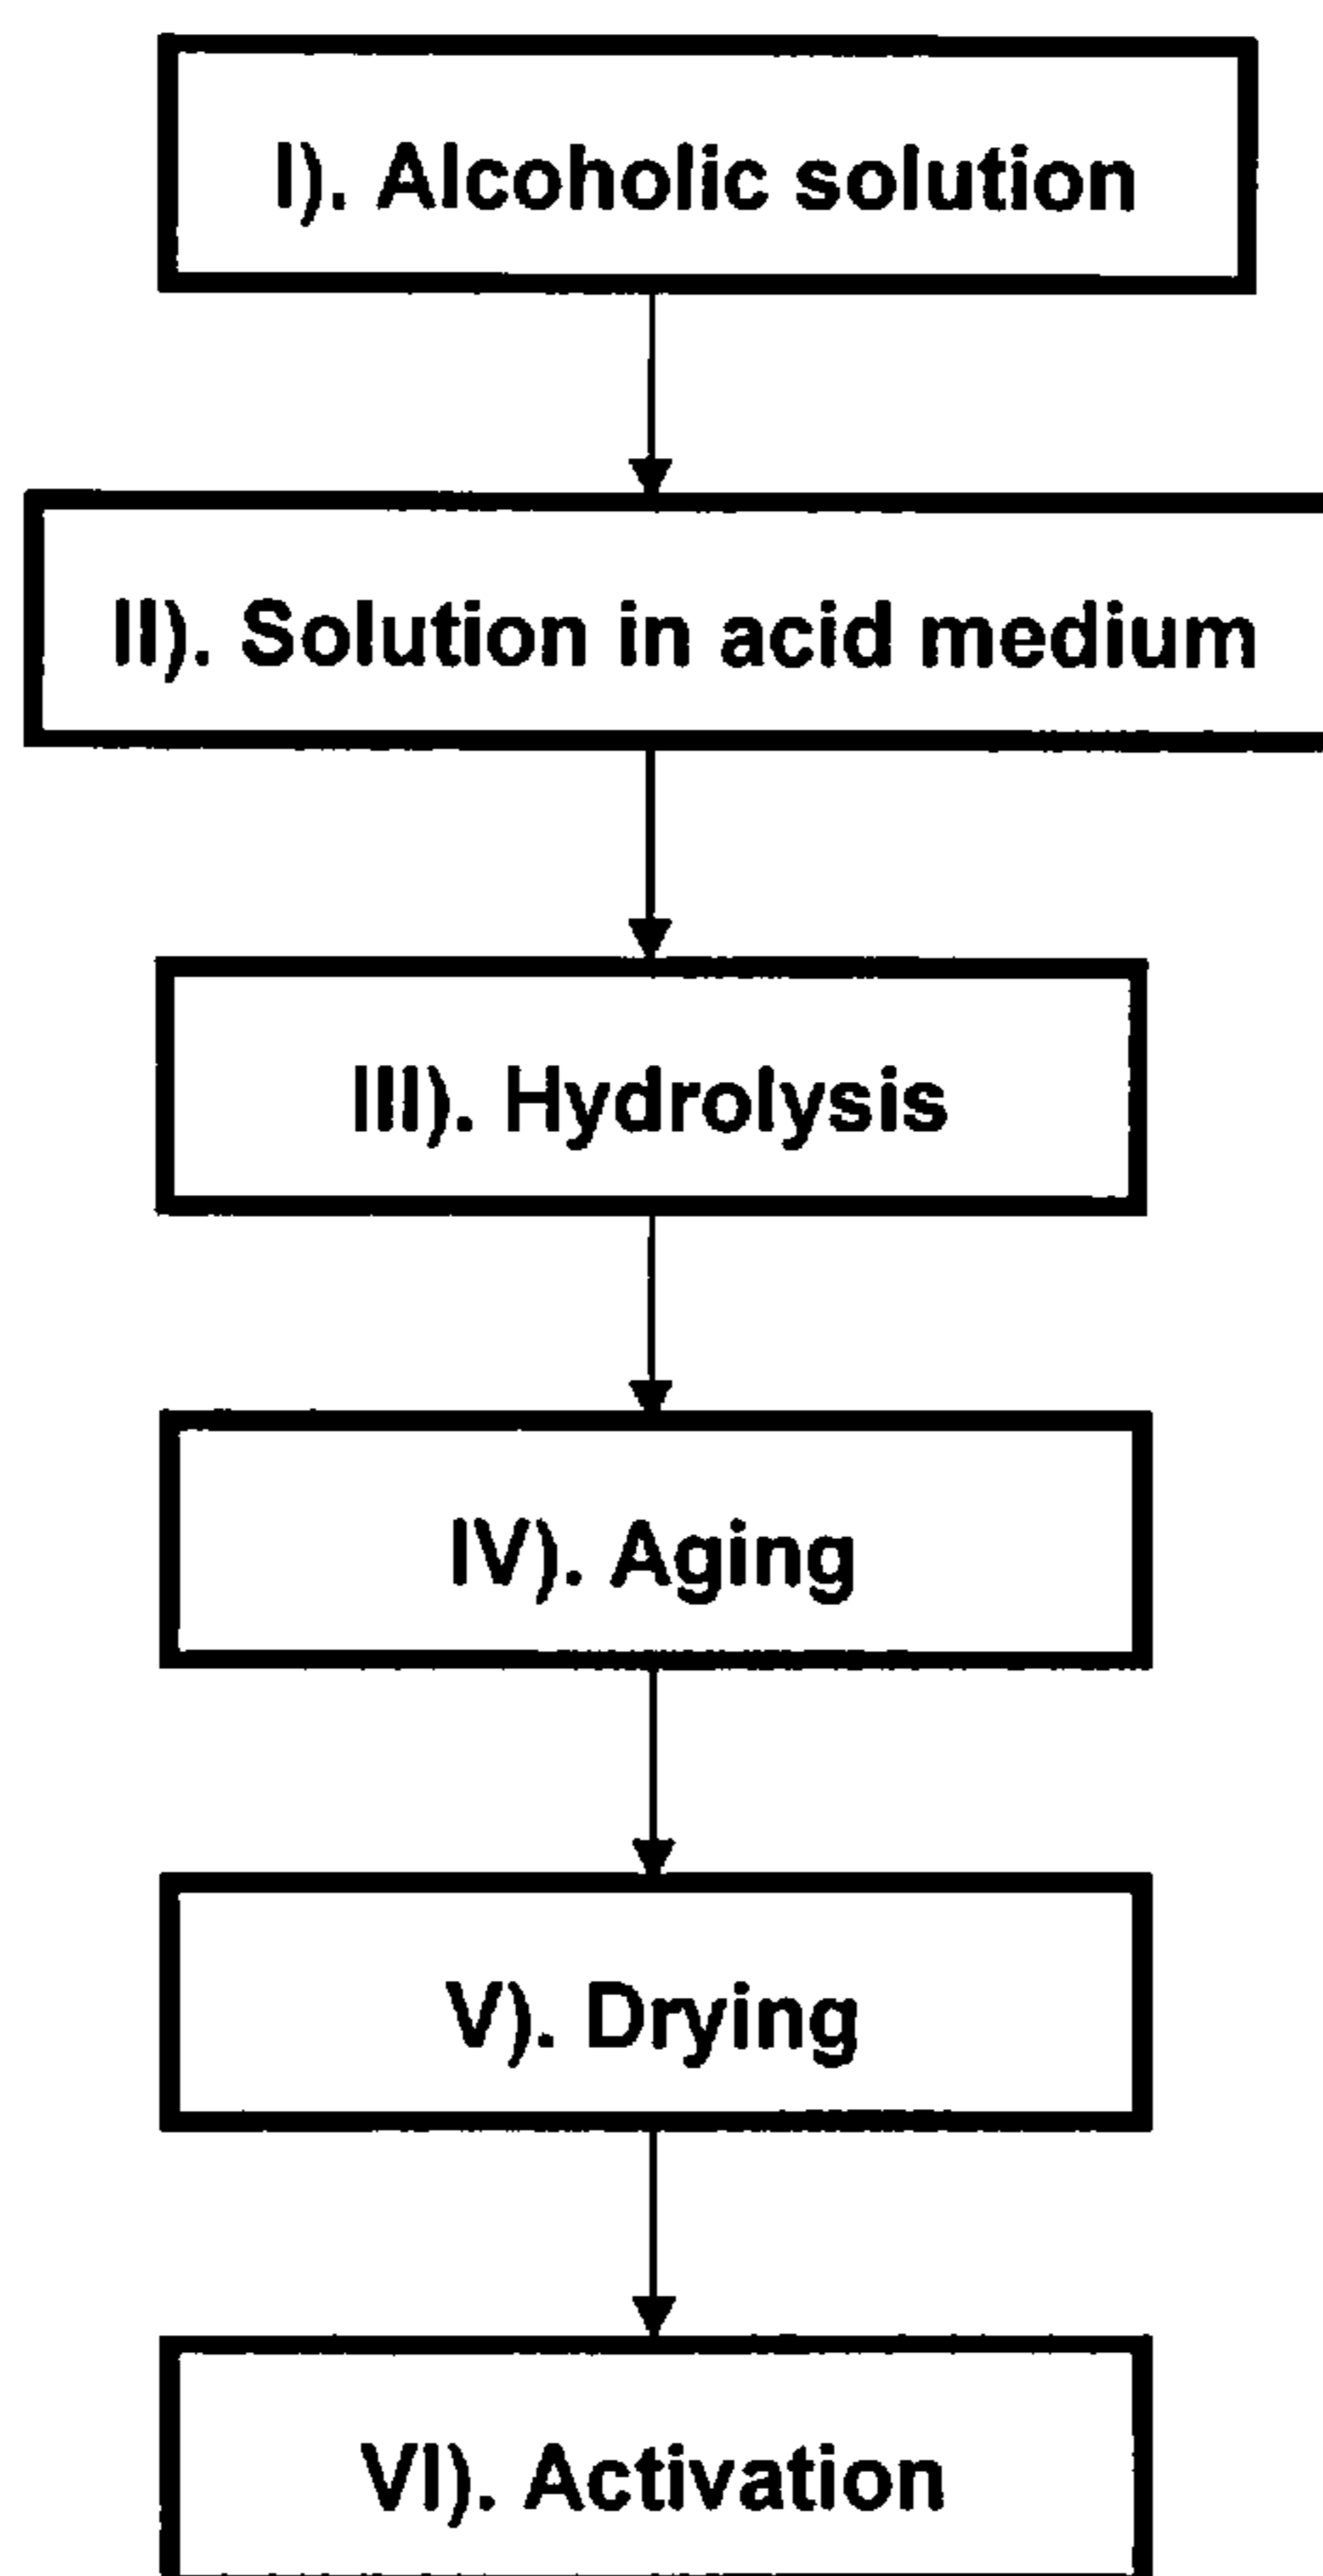 I). Alcoholic solution
II). Solution in acid medium
III). Hydrolysis
IV). Aging
V). Drying
VI). Activation